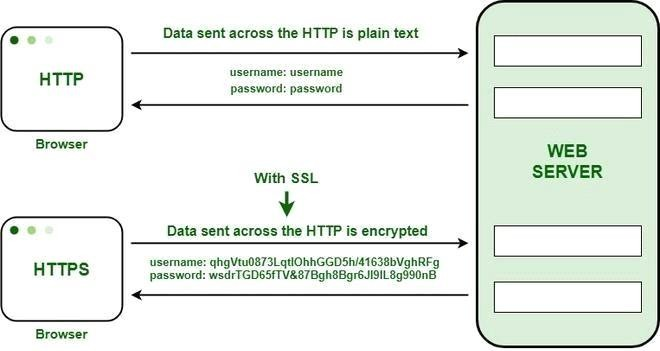 Data sent across the HTTP is plain text
HTTP
username: username
password: password
Browser
WEB
SERVER
With SSL
Data sent across the HTTP is encrypted
HTTPS
username: qhgVtu0873LqtlOhhGGD5h/41638bVghRFg
password: wsdrTGD65fTV&87Bgh8Bgr6Jl9IL8g990nB
Browser